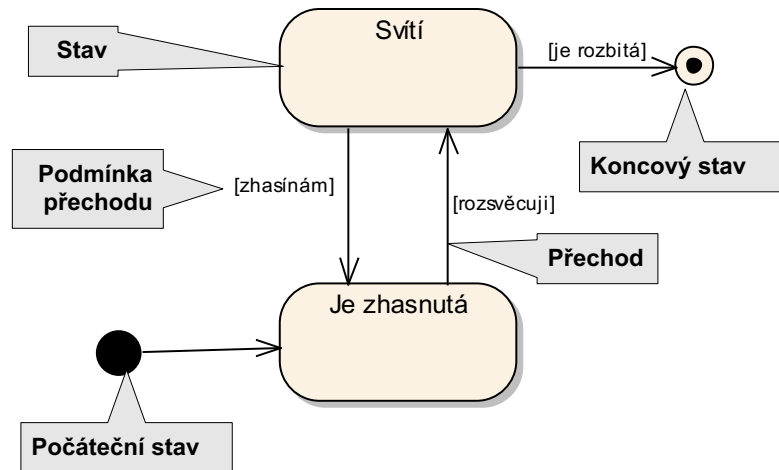 Svítí
Stav
[je rozbitá]
Koncový stav
Podmínka
přechodu
[zhasínám]
[rozsvěcuji]
Přechod
Je zhasnutá
Počáteční stav